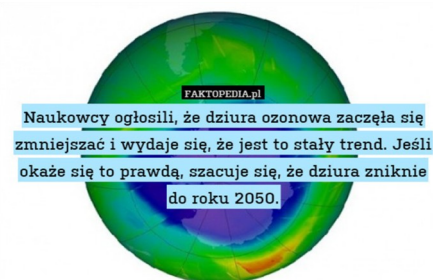 FAKTOPEDIA.pl
Naukowcy ogłosili, że dziura ozonowa zaczęła się
zmniejszać i wydaje się, że jest to stały trend. Jeśli
okaże się to prawdą, szacuje się, że dziura zniknie
do roku 2050.